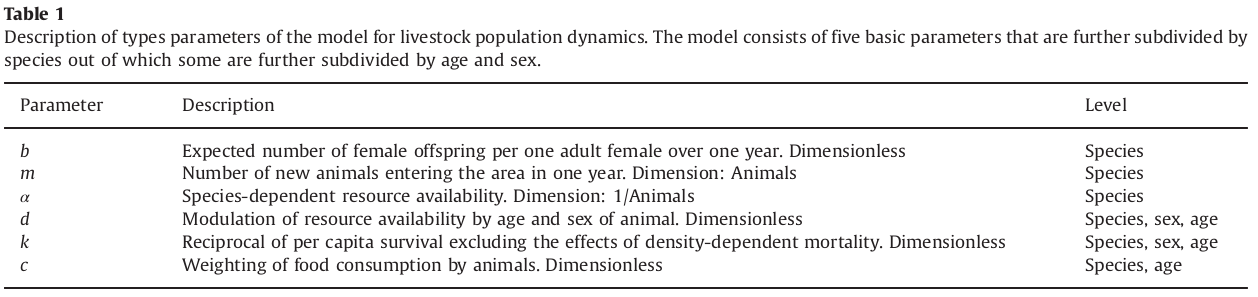 Table 1
Description of types parameters of the model for livestock population dynamics. The model consists of five basic parameters that are further subdivided by
species out of which some are further subdivided by age and sex.
Parameter Description Level
b Expected number of female offspring per one adult female over one year. Dimensionless Species
m Number of new animals entering the area in one year. Dimension: Animals Species
α Species-dependent resource availability. Dimension: 1/Animals Species
d Modulation of resource availability by age and sex of animal. Dimensionless Species, sex, age
k Reciprocal of per capita survival excluding the effects of density-dependent mortality. Dimensionless Species, sex, age
c Weighting of food consumption by animals. Dimensionless Species, age